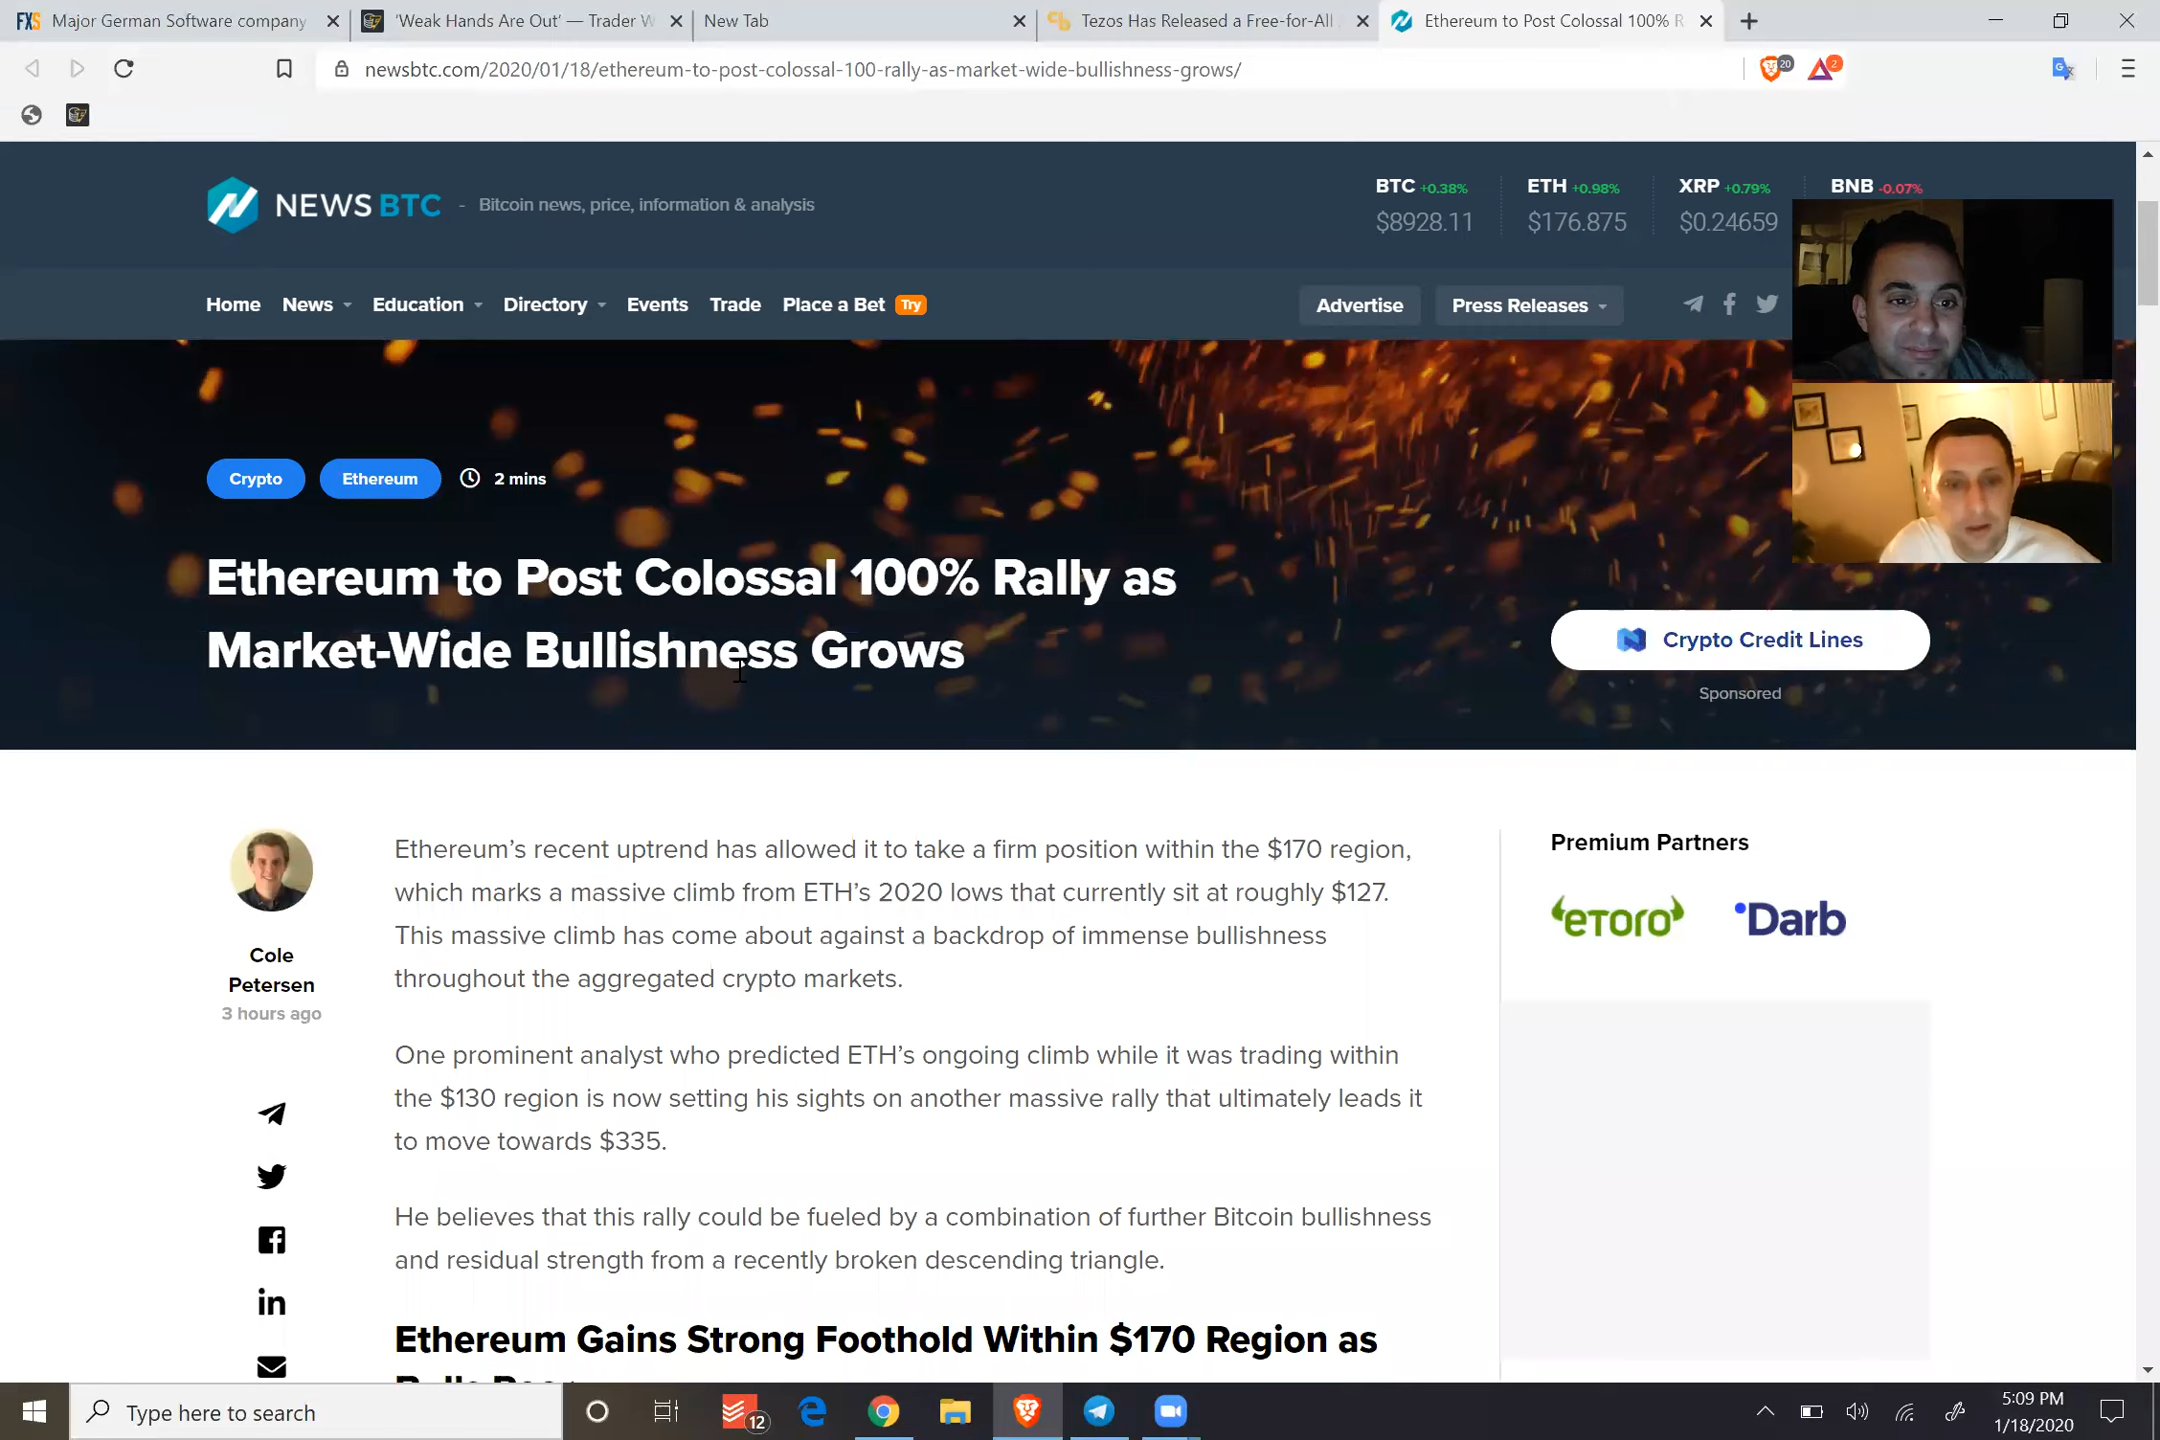 FXS Major German Software company
'Weak Hands Are Out' — Trader W
New Tab
Tezos Has Released a Free-for-All
Ethereum to Post Colossal 100% R
newsbtc.com/2020/01/18/ethereum-to-post-colossal-100-rally-as-market-wide-bullishness-grows/
20
2
NEWSBTC - Bitcoin news, price, information & analysis
BTC +0.38% ETH +0.98% XRP +0.79% BNB -0.07%
$8928.11 $176.875 $0.24659
Home News Education Directory Events Trade Place a Bet Try Advertise Press Releases
Crypto Ethereum 2 mins
Ethereum to Post Colossal 100% Rally as
Market-Wide Bullishness Grows
Crypto Credit Lines
Sponsored
Cole
Petersen
3 hours ago
Ethereum's recent uptrend has allowed it to take a firm position within the $170 region,
which marks a massive climb from ETH's 2020 lows that currently sit at roughly $127.
This massive climb has come about against a backdrop of immense bullishness
throughout the aggregated crypto markets.
One prominent analyst who predicted ETH's ongoing climb while it was trading within
the $130 region is now setting his sights on another massive rally that ultimately leads it
to move towards $335.
He believes that this rally could be fueled by a combination of further Bitcoin bullishness
and residual strength from a recently broken descending triangle.
Ethereum Gains Strong Foothold Within $170 Region as
Premium Partners
eToro Darb
Type here to search
12
5:09 PM
1/18/2020